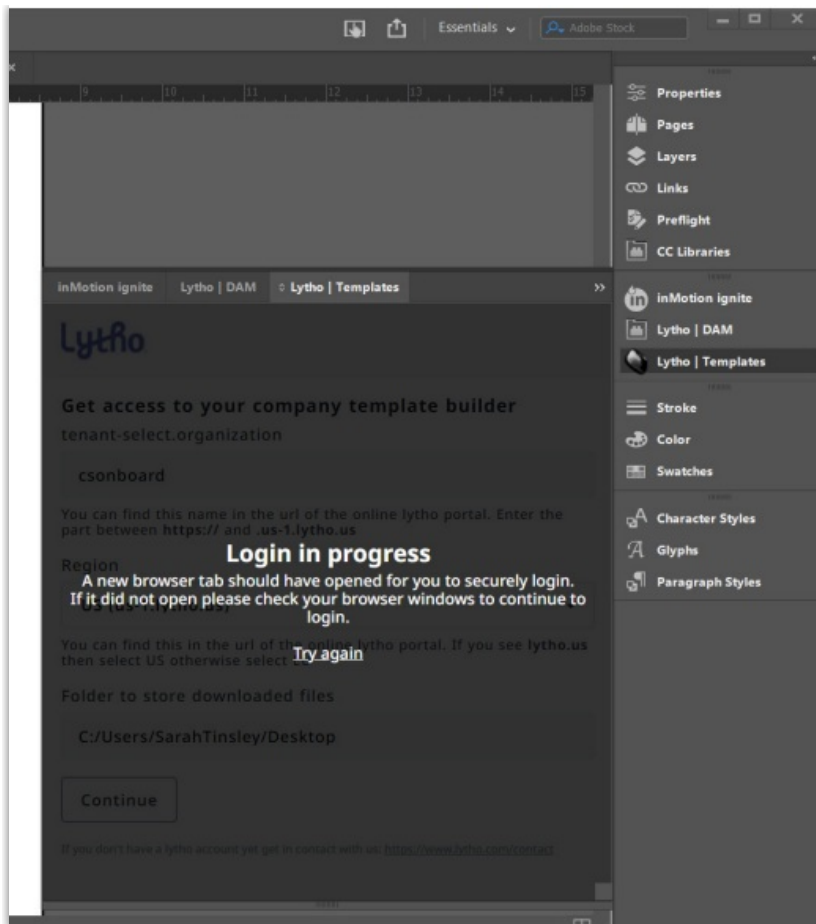 Essentials
Adobe Stock
9 10 11 12 13 14 15
Properties
Pages
Layers
Links
Preflight
CC Libraries
inMotion ignite
Lytho | DAM
Lytho | Templates
Stroke
Color
Swatches
Character Styles
Glyphs
Paragraph Styles
inMotion ignite Lytho | DAM Lytho | Templates
lytho
Get access to your company template builder
tenant-select.organization
csonboard
You can find this name in the url of the online lytho portal. Enter the
part between https:// and .us-1.lytho.us
Region
Login in progress
A new browser tab should have opened for you to securely login.
If it did not open please check your browser windows to continue to
login.
US (us-1.lytho.us)
You can find this in the url of the online lytho portal. If you see lytho.us
then select US otherwise select
Try again
Folder to store downloaded files
C:/Users/SarahTinsley/Desktop
Continue
If you don't have a lytho account yet get in contact with us: https://www.lytho.com/contact